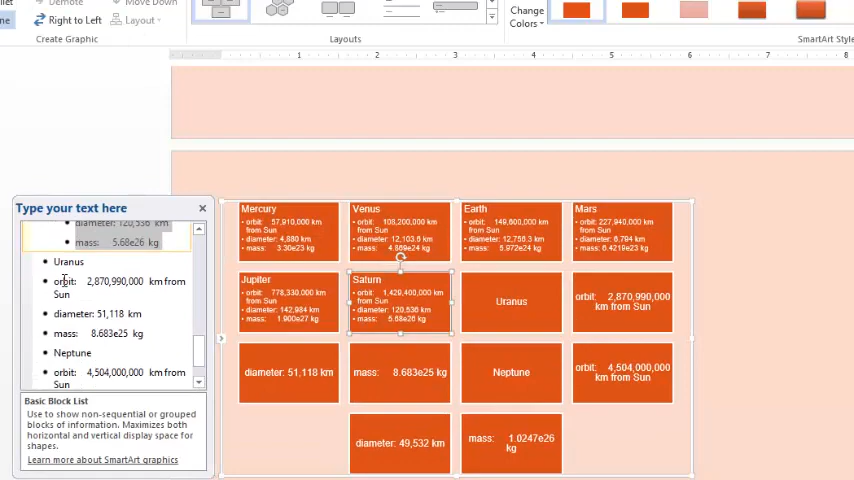 Demote
Move Down
Right to Left
Layout
Create Graphic
Layouts
Change
Colors
SmartArt Style
1 2 3 4 5 6 7 8
Type your text here
diameter: 120,536 km
mass: 5.68e26 kg
Uranus
orbit: 2,870,990,000 km from
Sun
diameter: 51,118 km
mass: 8.683e25 kg
Neptune
orbit: 4,504,000,000 km from
Sun
Basic Block List
Use to show non-sequential or grouped
blocks of information. Maximizes both
horizontal and vertical display space for
shapes.
Learn more about SmartArt graphics
Mercury
• orbit: 57,910,000 km
from Sun
• diameter: 4,880 km
• mass: 3.30e23 kg
Venus
• orbit: 108,200,000 km
from Sun
• diameter: 12,103.6 km
• mass: 4.869e24 kg
Earth
• orbit: 149,600,000 km
from Sun
• diameter: 12,756.3 km
• mass: 5.972e24 kg
Mars
• orbit: 227,940,000 km
from Sun
• diameter: 6,794 km
• mass: 6.4219e23 kg
Jupiter
• orbit: 778,330,000 km
from Sun
• diameter: 142,984 km
• mass: 1.900e27 kg
Saturn
• orbit: 1,429,400,000 km
from Sun
• diameter: 120,536 km
• mass: 5.68e26 kg
Uranus
orbit: 2,870,990,000
km from Sun
diameter: 51,118 km
mass: 8.683e25 kg
Neptune
orbit: 4,504,000,000
km from Sun
diameter: 49,532 km
mass: 1.0247e26
kg